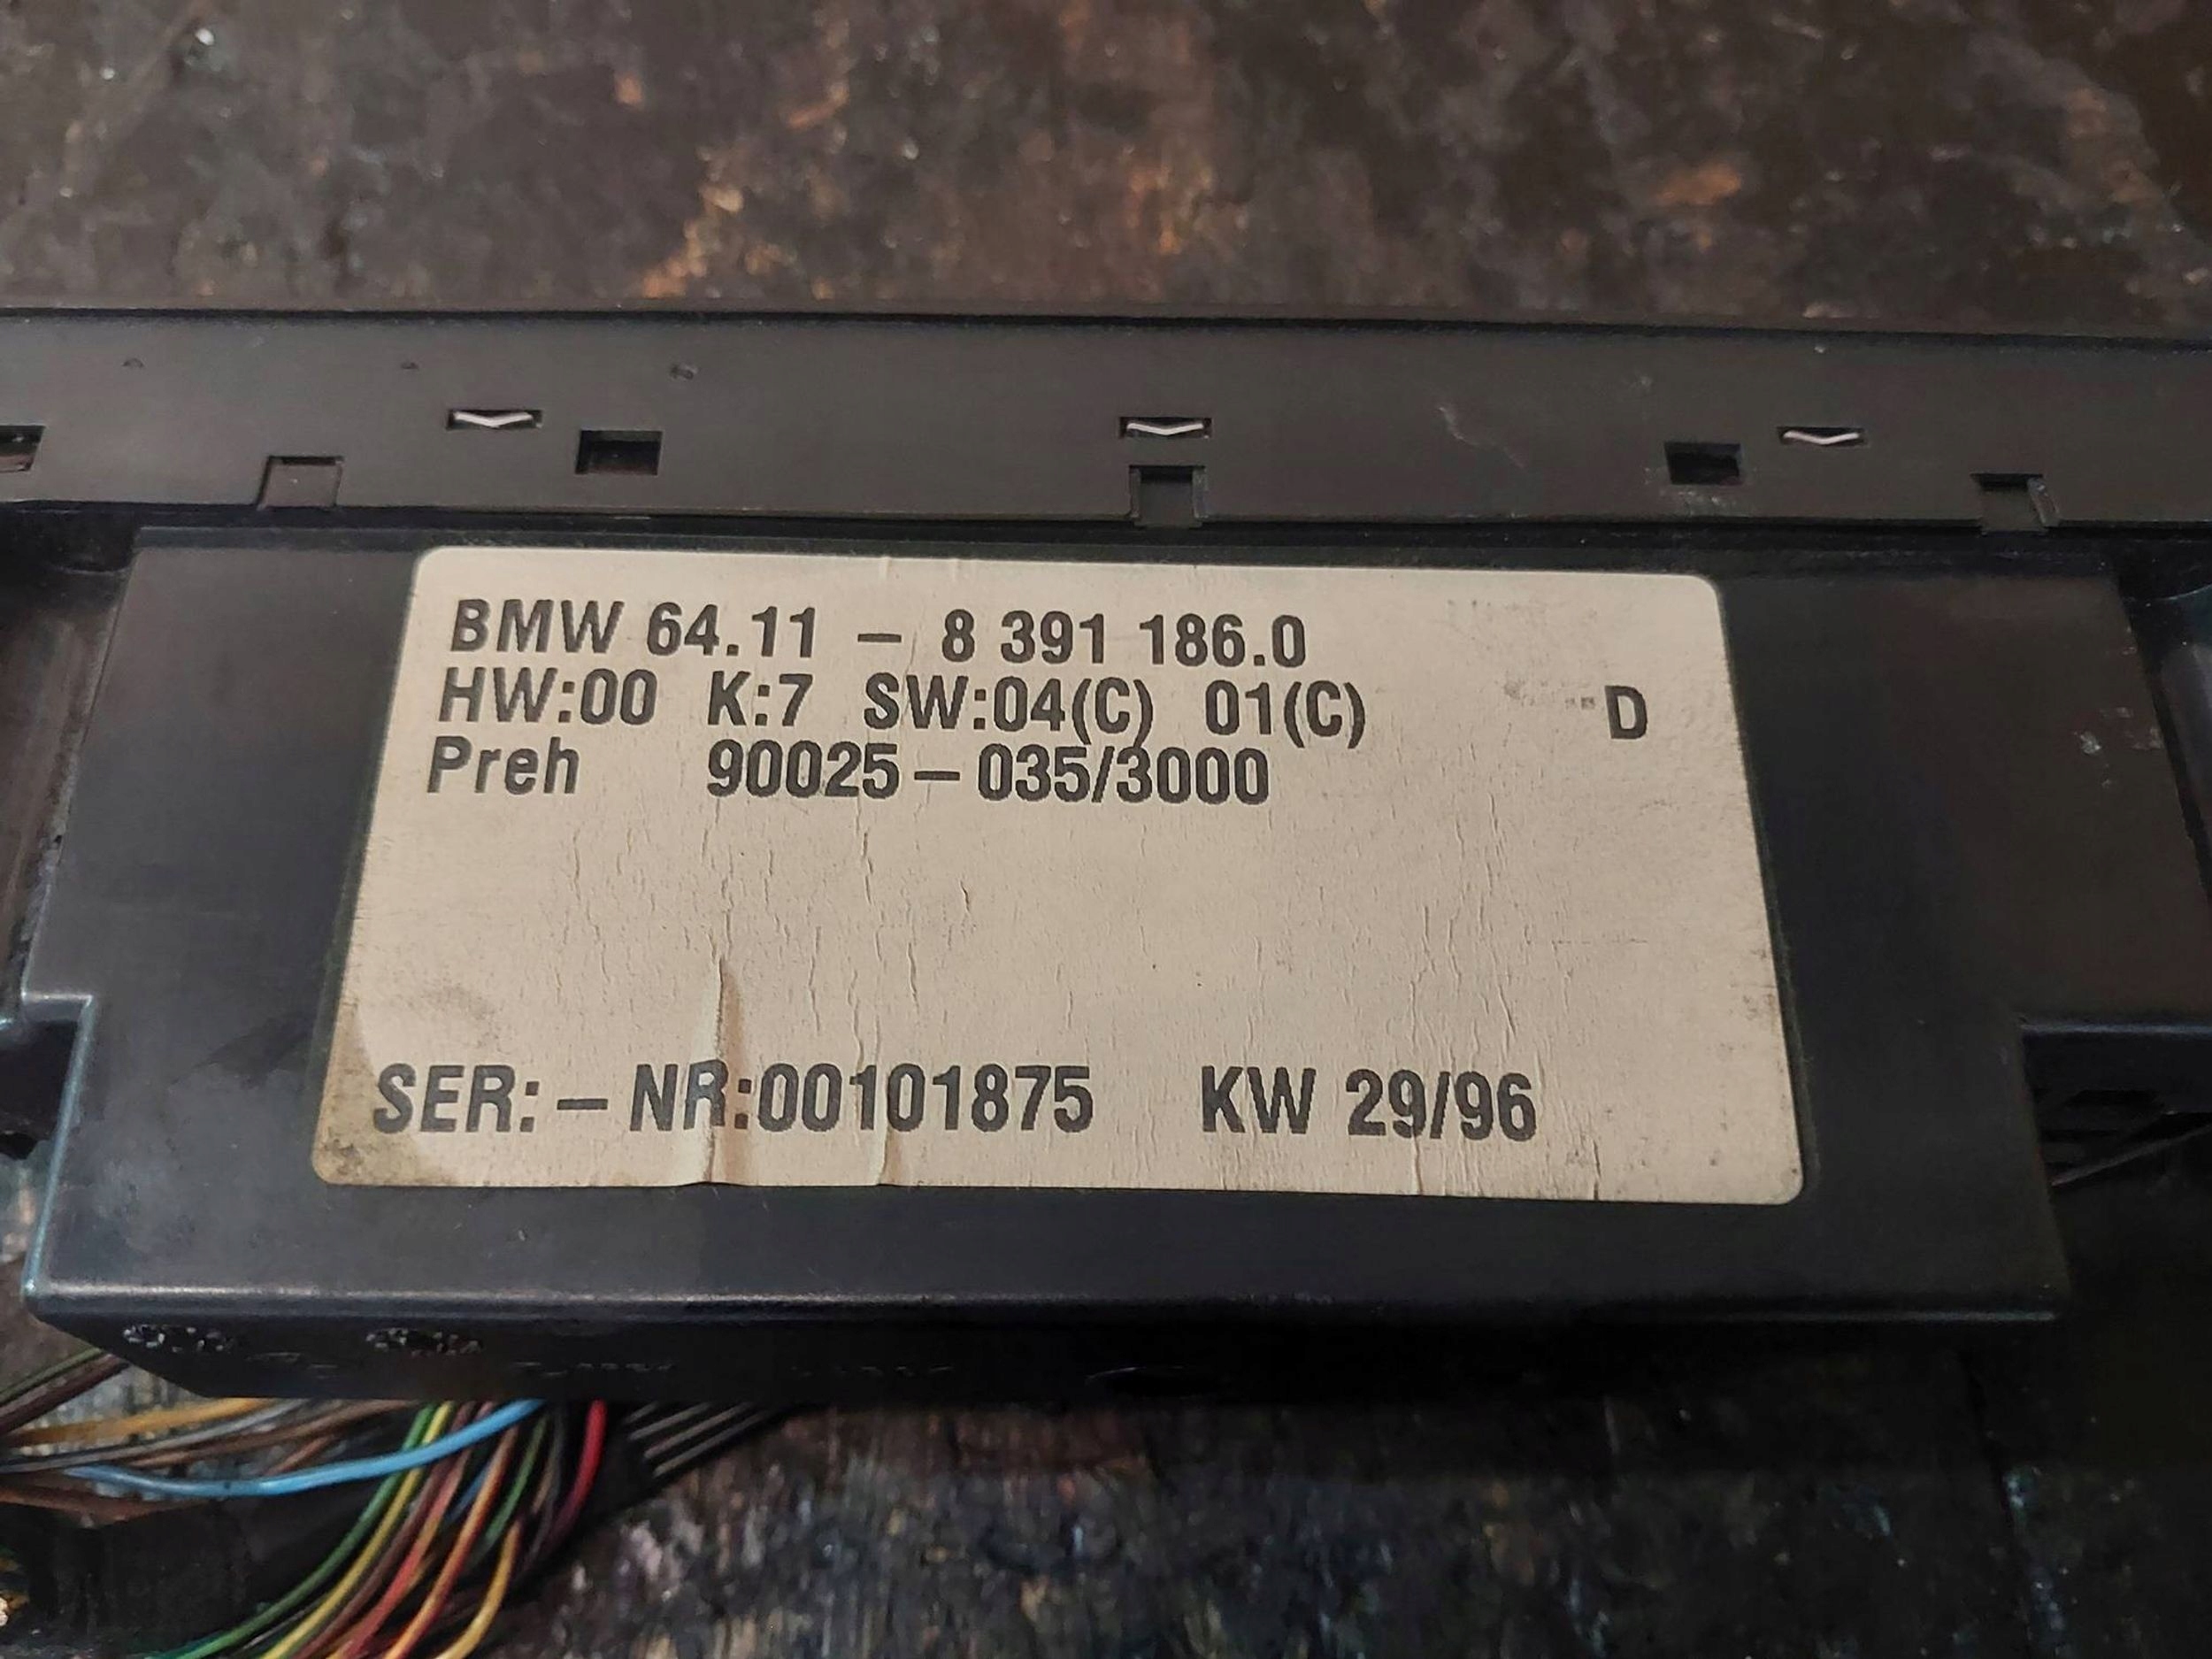 BMW 64.11 – 8 391 186.0
HW:00 K:7 SW:04(C) 01(C) D
Preh 90025–035/3000
SER:–NR:00101875 KW 29/96